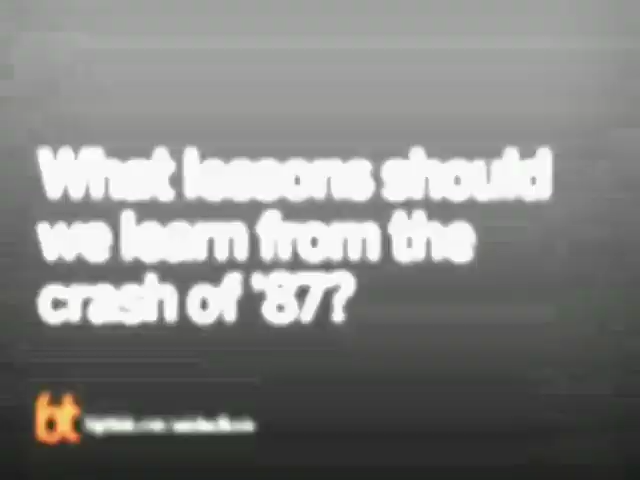 What lessons should
we learn from the
crash of '87?
bt